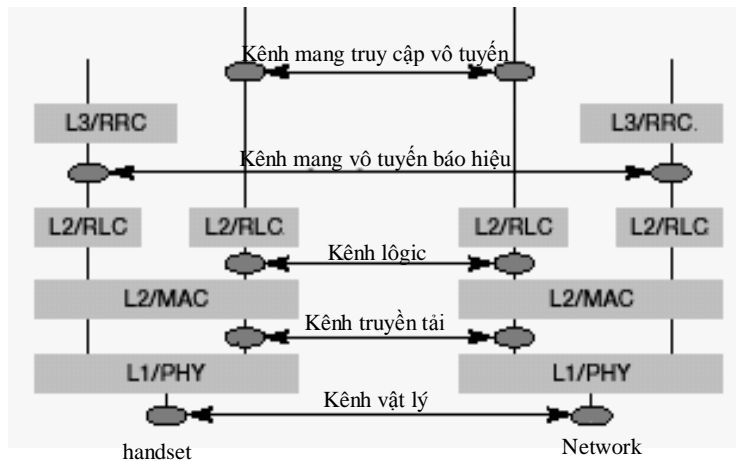 Kênh mang truy cập vô tuyến
L3/RRC L3/RRC.
Kênh mạng vô tuyến báo hiệu
L2/RLC L2/RLC L2/RLC L2/RLC
Kênh lôgic
L2/MAC L2/MAC
Kênh truyền tải
L1/PHY L1/PHY
Kênh vật lý
handset Network